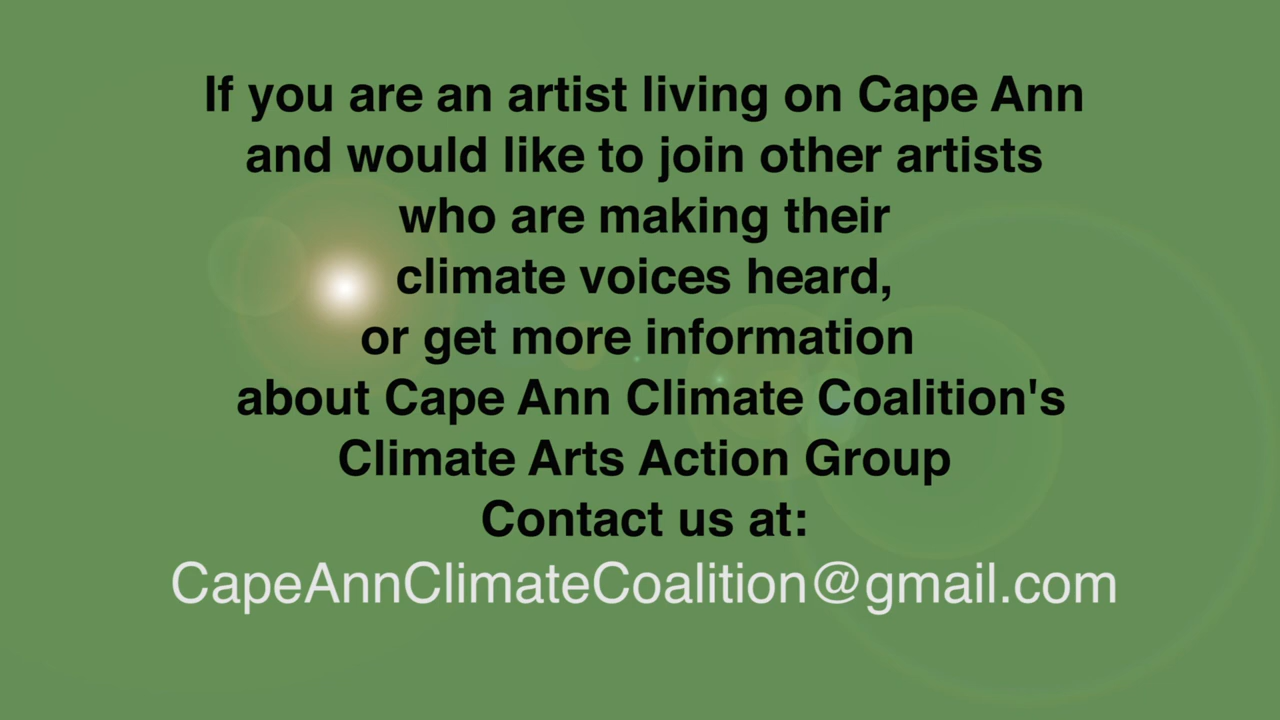 If you are an artist living on Cape Ann
and would like to join other artists
who are making their
climate voices heard,
or get more information
about Cape Ann Climate Coalition's
Climate Arts Action Group
Contact us at:
CapeAnnClimateCoalition@gmail.com